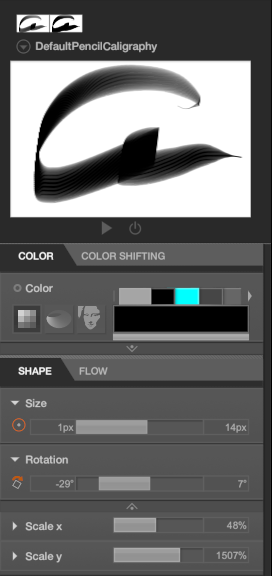 DefaultPencilCaligraphy
COLOR COLOR SHIFTING
Color
SHAPE FLOW
Size
1px 14px
Rotation
-29° 7°
Scale x 48%
Scale y 1507%